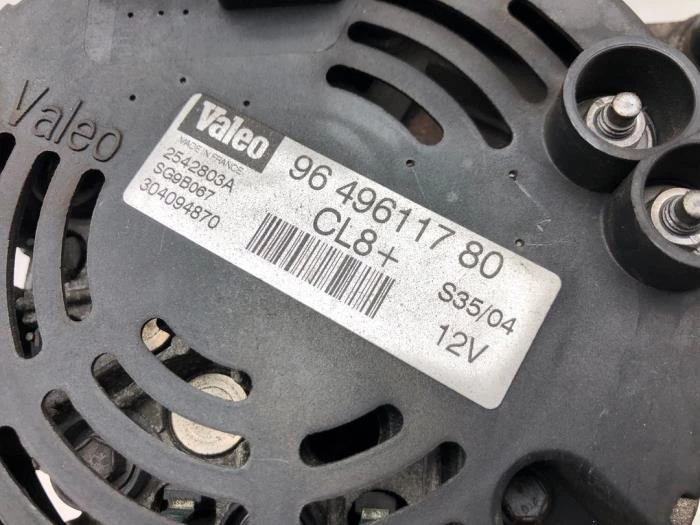 Valeo
Valeo
MADE IN FRANCE
2542803A
SG9B067
304094870
96 496117 80
CL8+
S35/04
12V